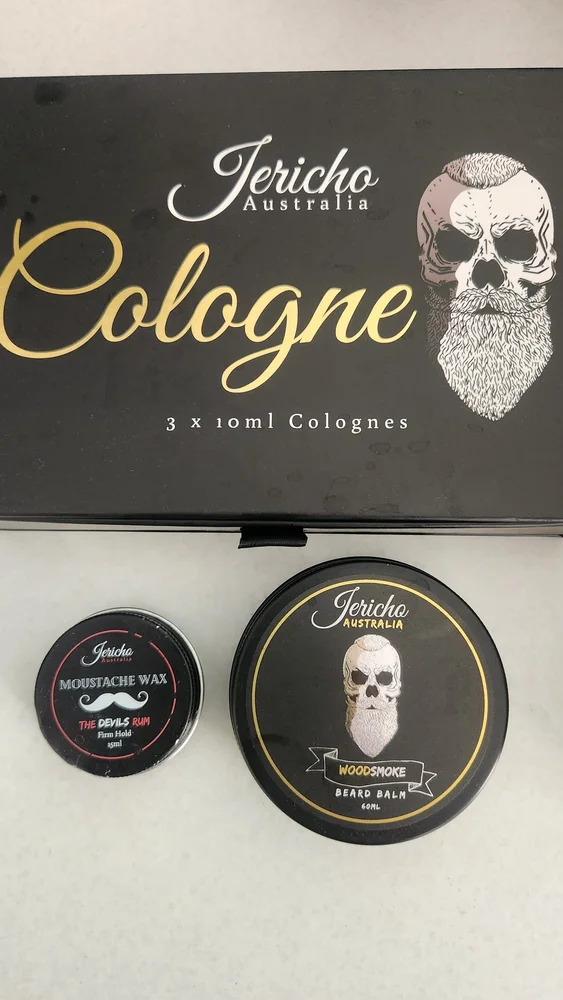 Jericho
Australia
Cologne
3 x 10ml Colognes
Jericho
Australia
MOUSTACHE WAX
THE DEVILS RUM
Firm Hold
15ml
Jericho
AUSTRALIA
WOODSMOKE
BEARD BALM
60ML